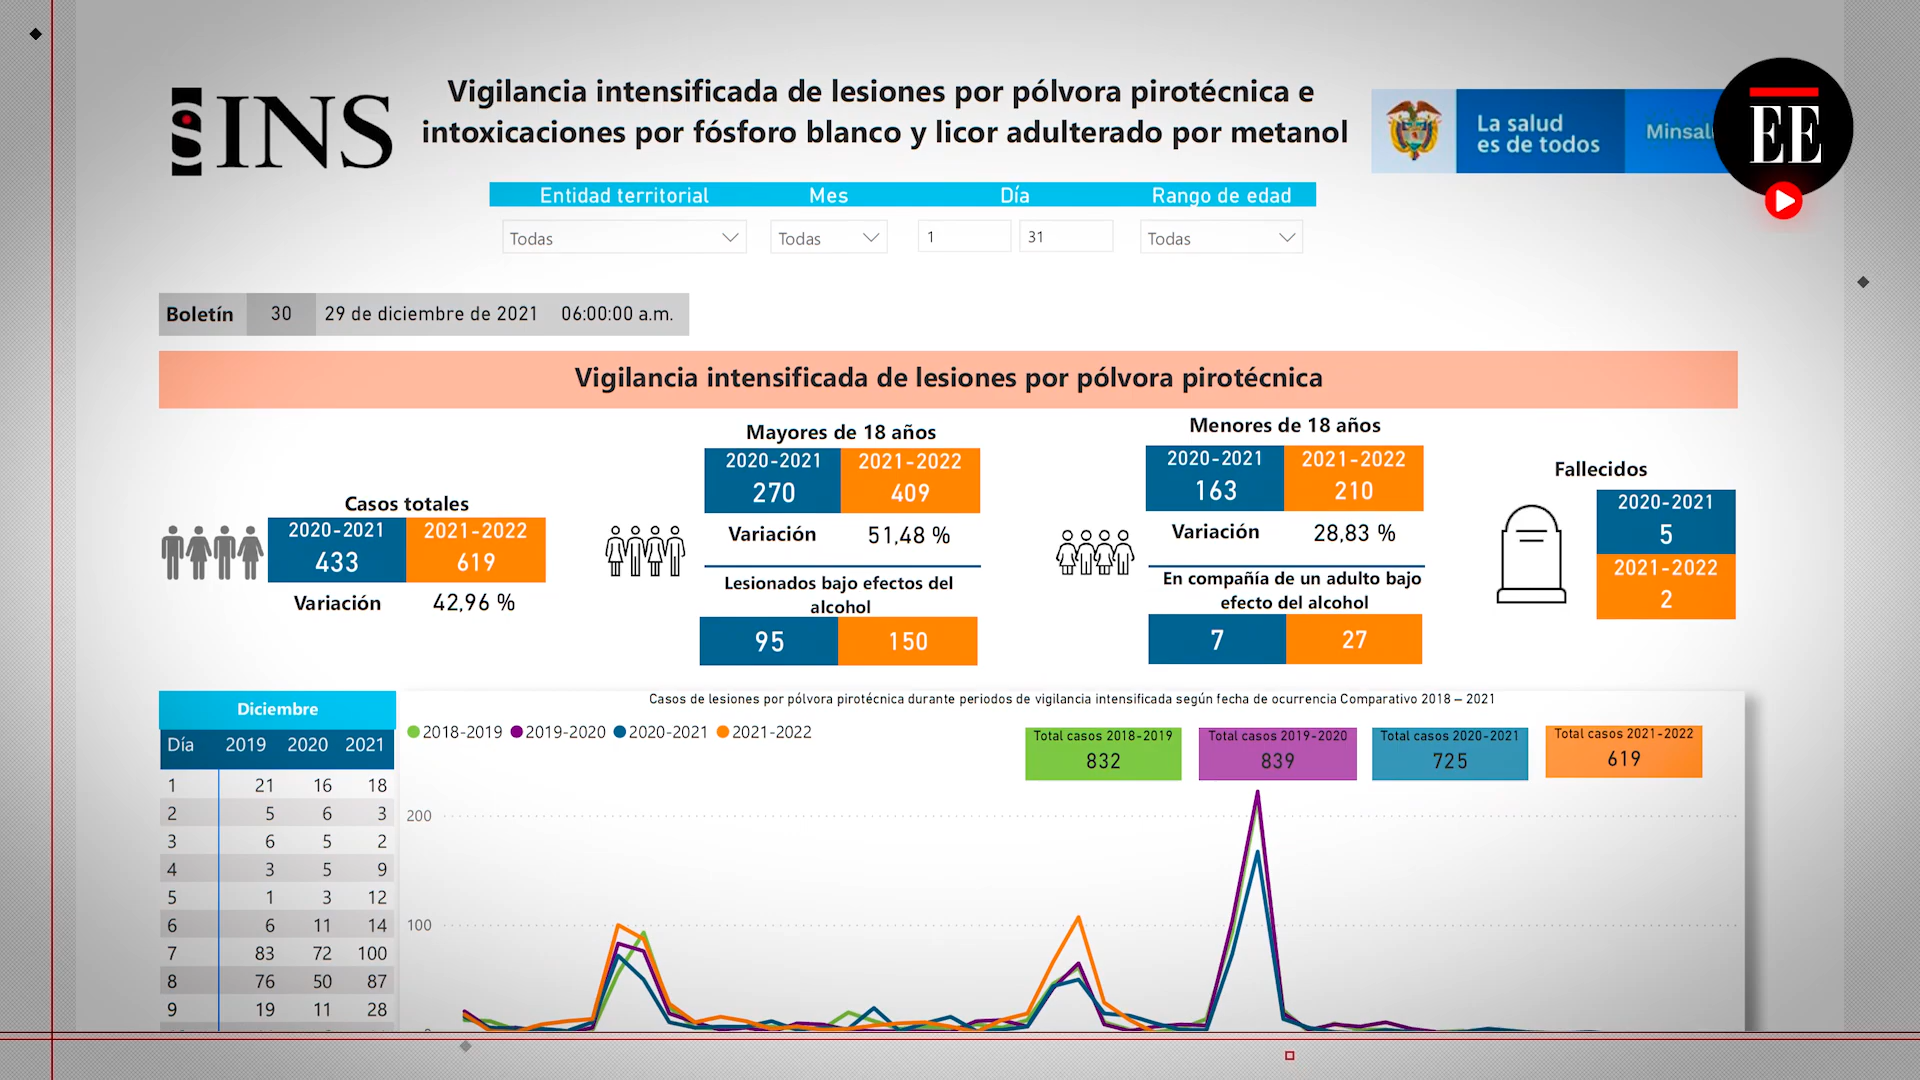 INS
Vigilancia intensificada de lesiones por pólvora pirotécnica e
intoxicaciones por fósforo blanco y licor adulterado por metanol
La salud
es de todos
EE
Entidad territorial Mes Día Rango de edad
Todas Todas 1 31 Todas
Boletín 30 29 de diciembre de 2021 06:00:00 a.m.
Vigilancia intensificada de lesiones por pólvora pirotécnica
Casos totales
2020-2021 2021-2022
433 619
Variación 42,96 %
Mayores de 18 años
2020-2021 2021-2022
270 409
Variación 51,48 %
Lesionados bajo efectos del
alcohol
95 150
Menores de 18 años
2020-2021 2021-2022
163 210
Variación 28,83 %
En compañía de un adulto bajo
efecto del alcohol
7 27
Fallecidos
2020-2021
5
2021-2022
2
Diciembre
Día 2019 2020 2021
1 21 16 18
2 5 6 3
3 6 5 2
4 3 5 9
5 1 3 12
6 6 11 14
7 83 72 100
8 76 50 87
9 19 11 28
Casos de lesiones por pólvora pirotécnica durante periodos de vigilancia intensificada según fecha de ocurrencia Comparativo 2018 – 2021
2018-2019 2019-2020 2020-2021 2021-2022
Total casos 2018-2019
832
Total casos 2019-2020
839
Total casos 2020-2021
725
Total casos 2021-2022
619
200
100